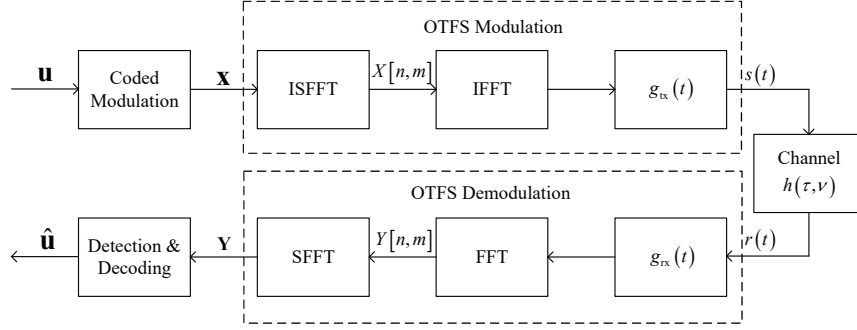 OTFS Modulation
u
Coded
Modulation
x
ISFFT
X[n,m]
IFFT
g_tx(t)
s(t)
Channel
h(τ,ν)
OTFS Demodulation
û
Detection &
Decoding
Y
SFFT
Y[n,m]
FFT
g_rx(t)
r(t)